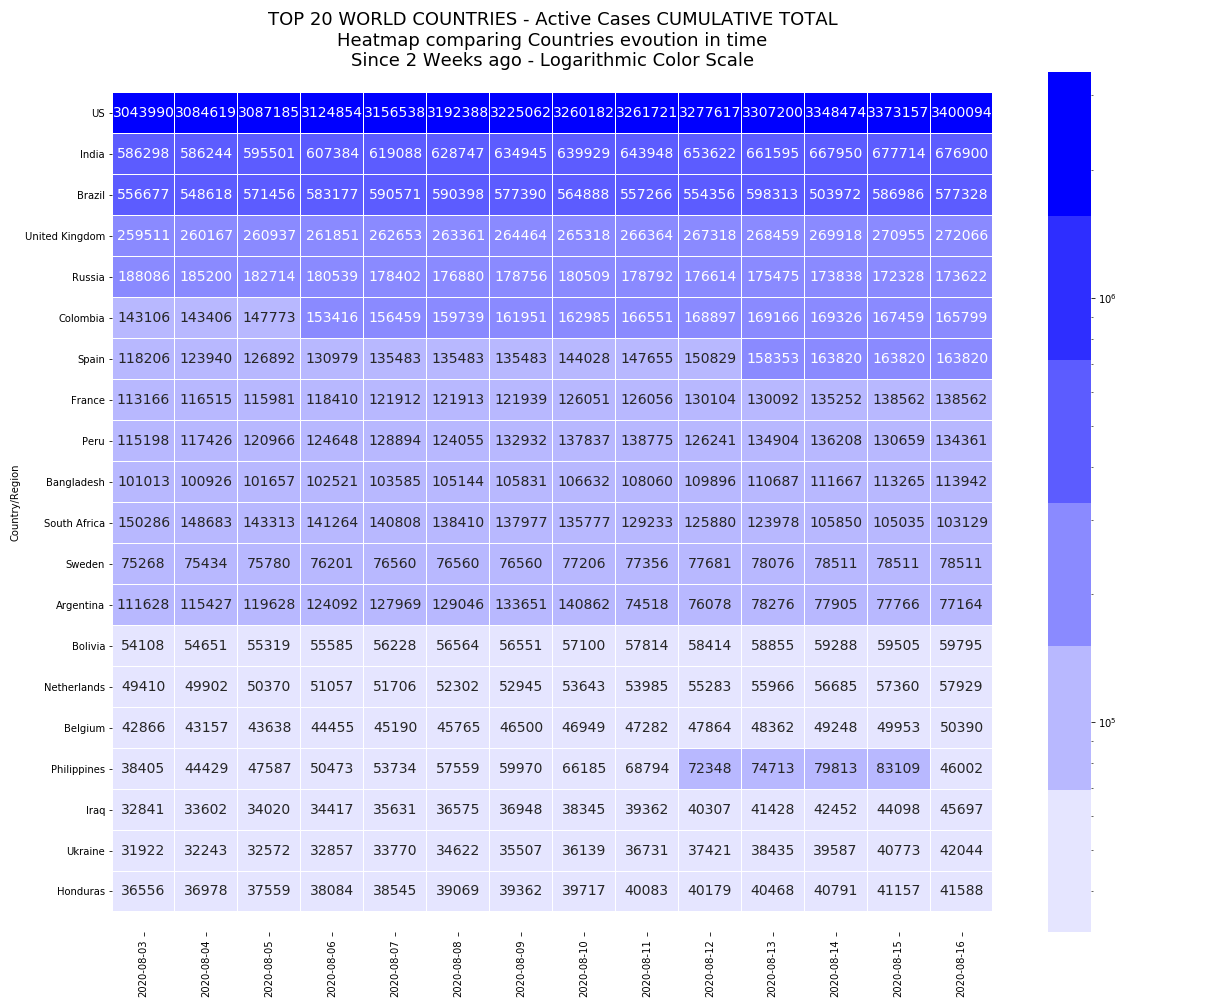 TOP 20 WORLD COUNTRIES - Active Cases CUMULATIVE TOTAL
Heatmap comparing Countries evoution in time
Since 2 Weeks ago - Logarithmic Color Scale
US 3043990 3084619 3087185 3124854 3156538 3192388 3225062 3260182 3261721 3277617 3307200 3348474 3373157 3400094
India 586298 586244 595501 607384 619088 628747 634945 639929 643948 653622 661595 667950 677714 676900
Brazil 556677 548618 571456 583177 590571 590398 577390 564888 557266 554356 598313 503972 586986 577328
United Kingdom 259511 260167 260937 261851 262653 263361 264464 265318 266364 267318 268459 269918 270955 272066
Russia 188086 185200 182714 180539 178402 176880 178756 180509 178792 176614 175475 173838 172328 173622
Colombia 143106 143406 147773 153416 156459 159739 161951 162985 166551 168897 169166 169326 167459 165799
Spain 118206 123940 126892 130979 135483 135483 135483 144028 147655 150829 158353 163820 163820 163820
France 113166 116515 115981 118410 121912 121913 121939 126051 126056 130104 130092 135252 138562 138562
Peru 115198 117426 120966 124648 128894 124055 132932 137837 138775 126241 134904 136208 130659 134361
Bangladesh 101013 100926 101657 102521 103585 105144 105831 106632 108060 109896 110687 111667 113265 113942
South Africa 150286 148683 143313 141264 140808 138410 137977 135777 129233 125880 123978 105850 105035 103129
Sweden 75268 75434 75780 76201 76560 76560 76560 77206 77356 77681 78076 78511 78511 78511
Argentina 111628 115427 119628 124092 127969 129046 133651 140862 74518 76078 78276 77905 77766 77164
Bolivia 54108 54651 55319 55585 56228 56564 56551 57100 57814 58414 58855 59288 59505 59795
Netherlands 49410 49902 50370 51057 51706 52302 52945 53643 53985 55283 55966 56685 57360 57929
Belgium 42866 43157 43638 44455 45190 45765 46500 46949 47282 47864 48362 49248 49953 50390
Philippines 38405 44429 47587 50473 53734 57559 59970 66185 68794 72348 74713 79813 83109 46002
Iraq 32841 33602 34020 34417 35631 36575 36948 38345 39362 40307 41428 42452 44098 45697
Ukraine 31922 32243 32572 32857 33770 34622 35507 36139 36731 37421 38435 39587 40773 42044
Honduras 36556 36978 37559 38084 38545 39069 39362 39717 40083 40179 40468 40791 41157 41588
2020-08-03 2020-08-04 2020-08-05 2020-08-06 2020-08-07 2020-08-08 2020-08-09 2020-08-10 2020-08-11 2020-08-12 2020-08-13 2020-08-14 2020-08-15 2020-08-16
Country/Region
10⁶
10⁵